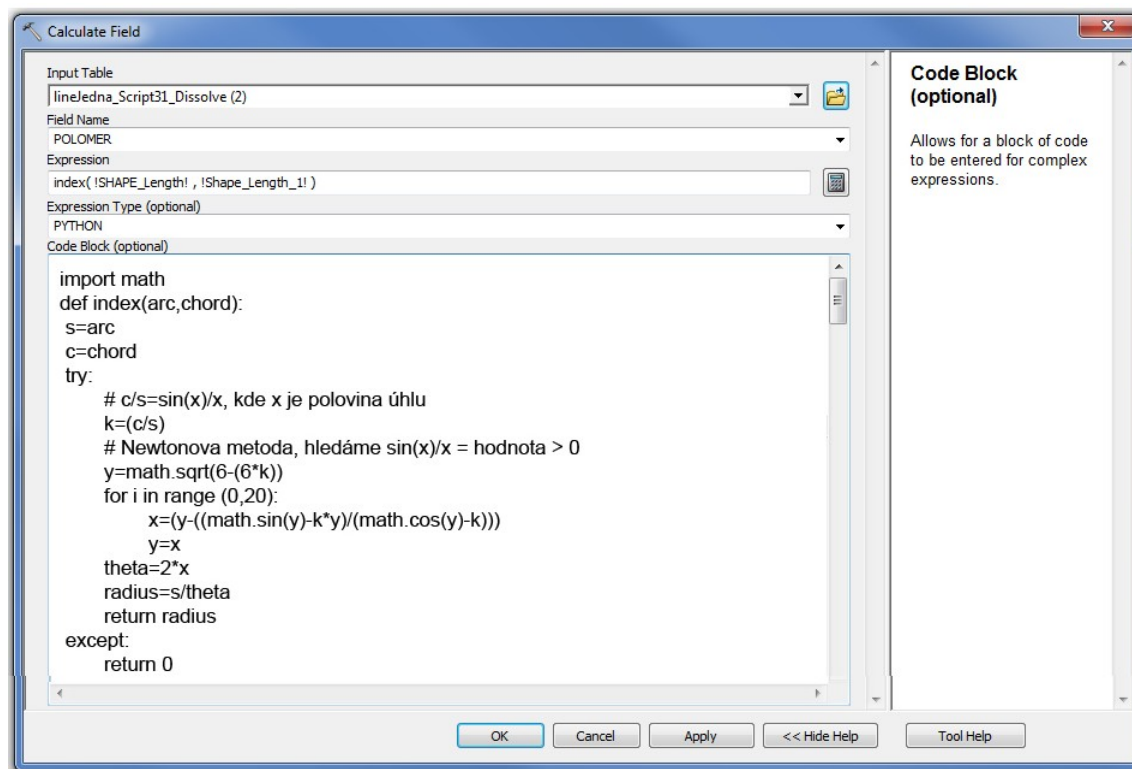 Calculate Field
Input Table
lineJedna_Script31_Dissolve (2)
Field Name
POLOMER
Expression
index( !SHAPE_Length! , !Shape_Length_1! )
Expression Type (optional)
PYTHON
Code Block (optional)
import math
def index(arc,chord):
s=arc
c=chord
try:
# c/s=sin(x)/x, kde x je polovina úhlu
k=(c/s)
# Newtonova metoda, hledáme sin(x)/x = hodnota > 0
y=math.sqrt(6-(6*k))
for i in range (0,20):
x=(y-((math.sin(y)-k*y)/(math.cos(y)-k)))
y=x
theta=2*x
radius=s/theta
return radius
except:
return 0
OK
Cancel
Apply
<< Hide Help
Tool Help
Code Block
(optional)
Allows for a block of code
to be entered for complex
expressions.